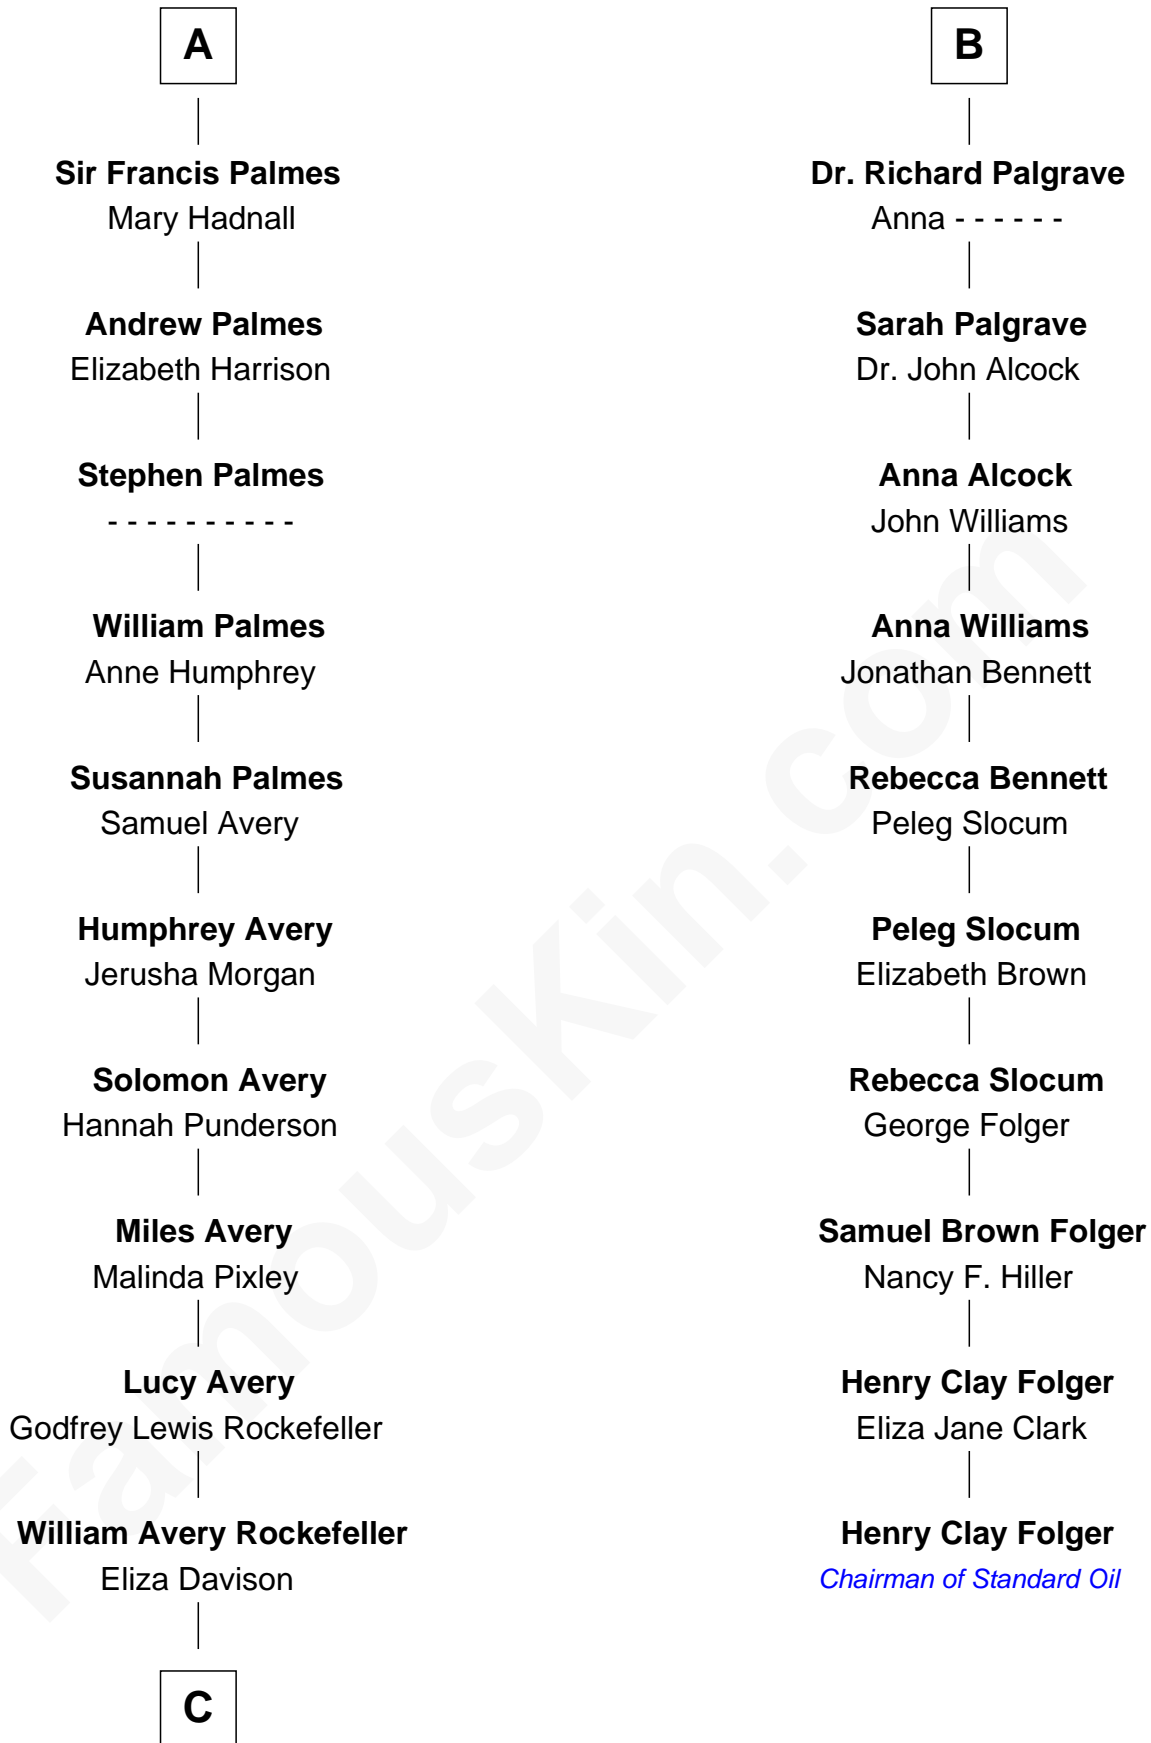 A
Sir Francis Palmes
Mary Hadnall
Andrew Palmes
Elizabeth Harrison
Stephen Palmes
- - - - - - - - - -
William Palmes
Anne Humphrey
Susannah Palmes
Samuel Avery
Humphrey Avery
Jerusha Morgan
Solomon Avery
Hannah Punderson
Miles Avery
Malinda Pixley
Lucy Avery
Godfrey Lewis Rockefeller
William Avery Rockefeller
Eliza Davison
C
B
Dr. Richard Palgrave
Anna - - - - - -
Sarah Palgrave
Dr. John Alcock
Anna Alcock
John Williams
Anna Williams
Jonathan Bennett
Rebecca Bennett
Peleg Slocum
Peleg Slocum
Elizabeth Brown
Rebecca Slocum
George Folger
Samuel Brown Folger
Nancy F. Hiller
Henry Clay Folger
Eliza Jane Clark
Henry Clay Folger
Chairman of Standard Oil
FamousKin.com